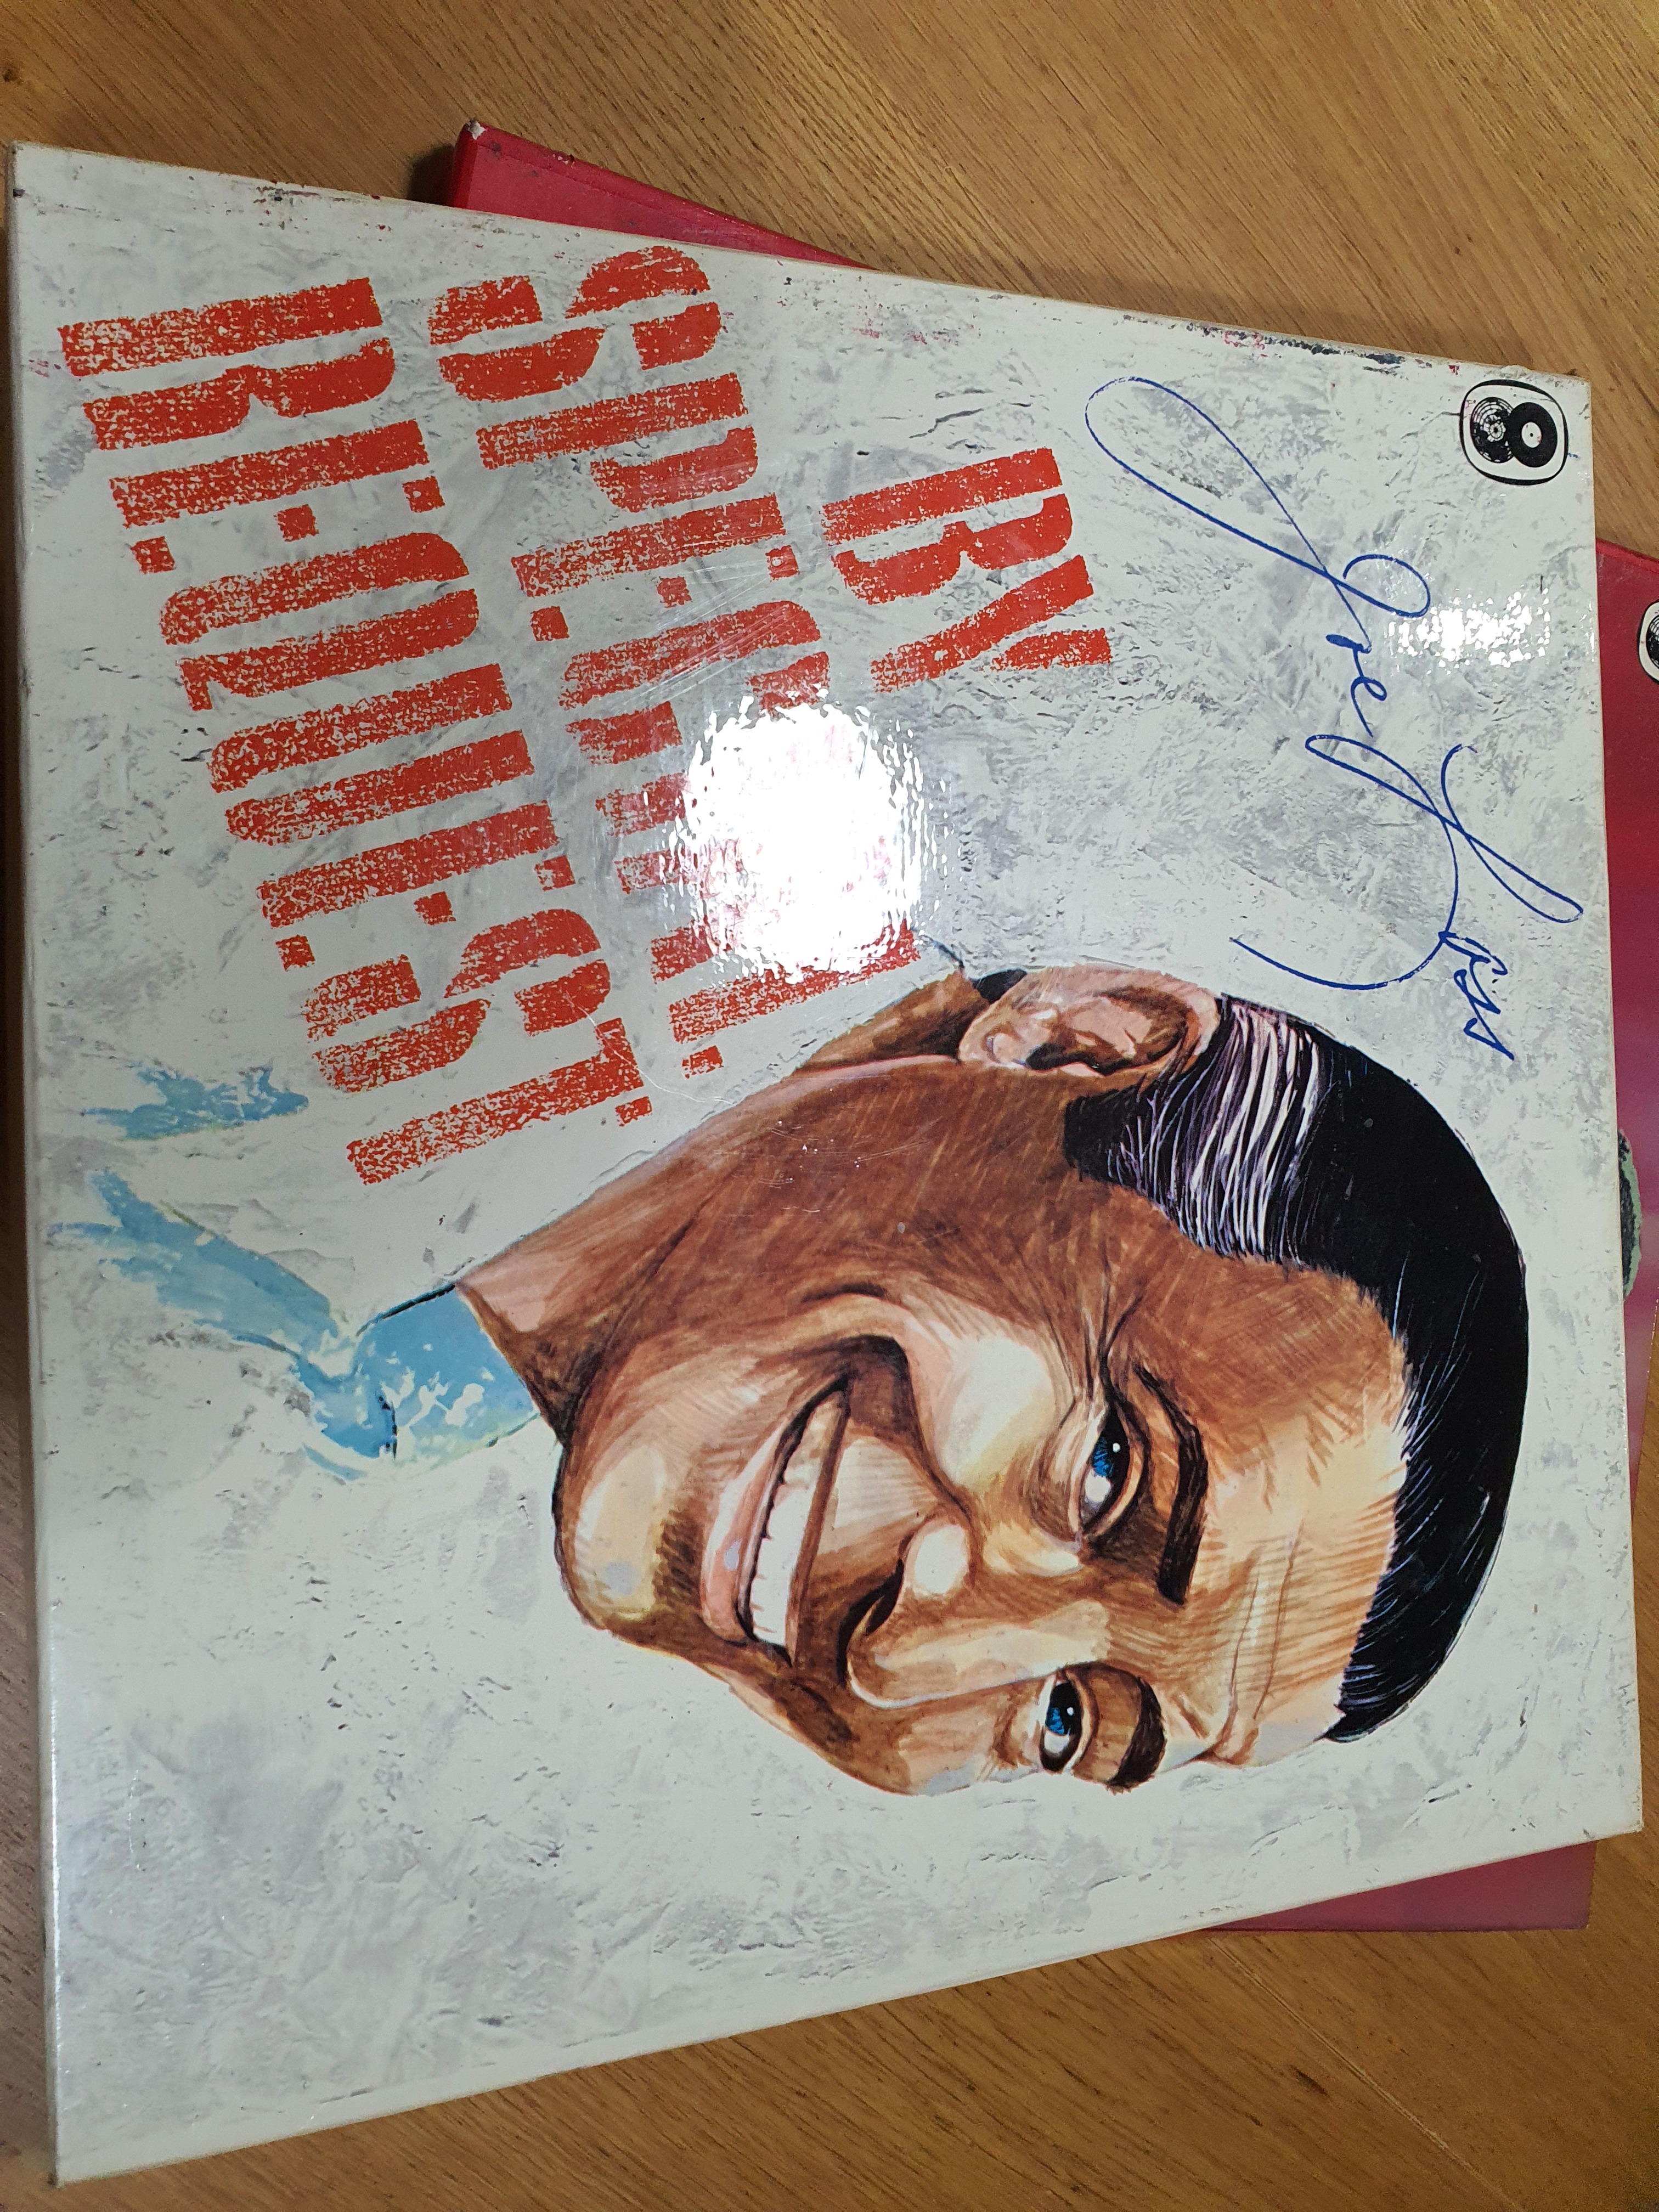 Joe Loss
BY
SPECIAL
REQUEST